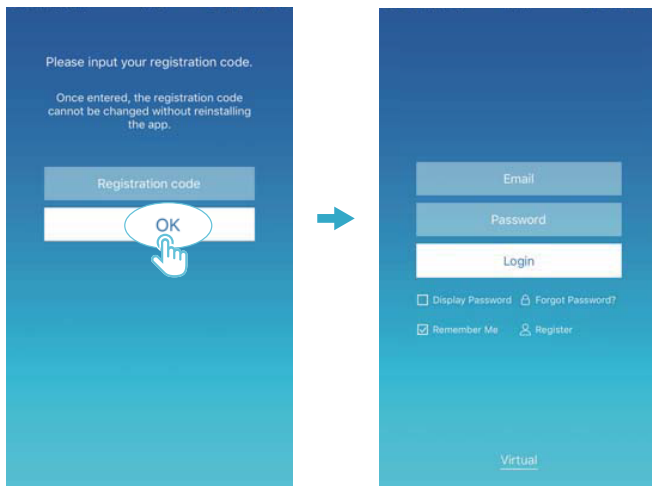 Please input your registration code.
Once entered, the registration code
cannot be changed without reinstalling
the app.
Registration code
OK
Email
Password
Login
Display Password Forgot Password?
Remember Me Register
Virtual